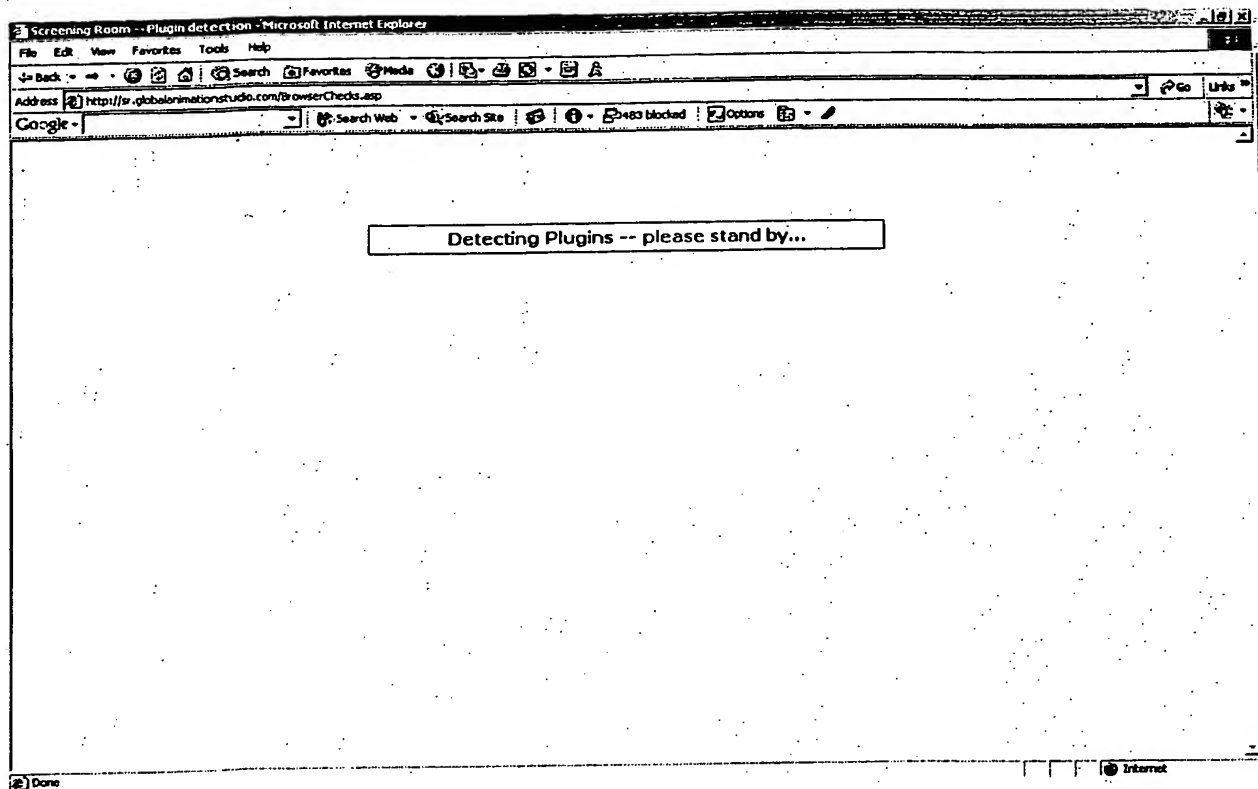 Screening Room -- Plugin detection - Microsoft Internet Explorer
File Edit View Favorites Tools Help
Back Search Favorites Media
Address http://sr.globalanimationstudio.com/BrowserChecks.asp Go Links
Google Search Web Search Site 483 blocked Options
Detecting Plugins -- please stand by...
Done Internet